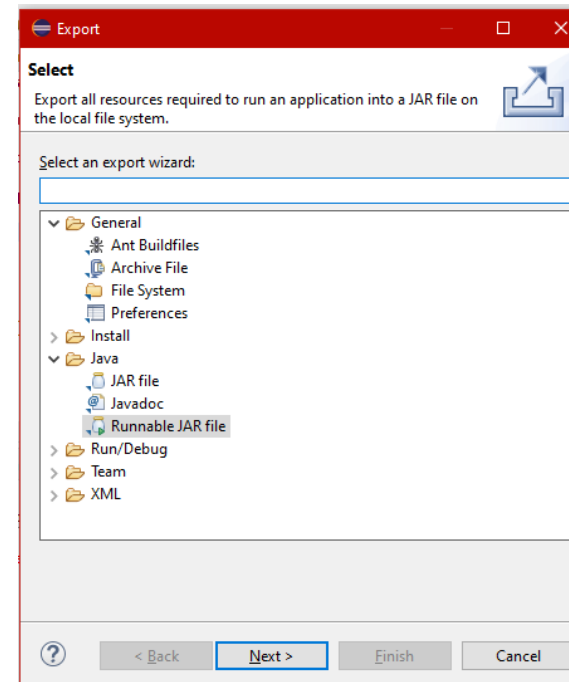 Export
Select
Export all resources required to run an application into a JAR file on
the local file system.
Select an export wizard:
General
Ant Buildfiles
Archive File
File System
Preferences
Install
Java
JAR file
Javadoc
Runnable JAR file
Run/Debug
Team
XML
< Back Next > Finish Cancel